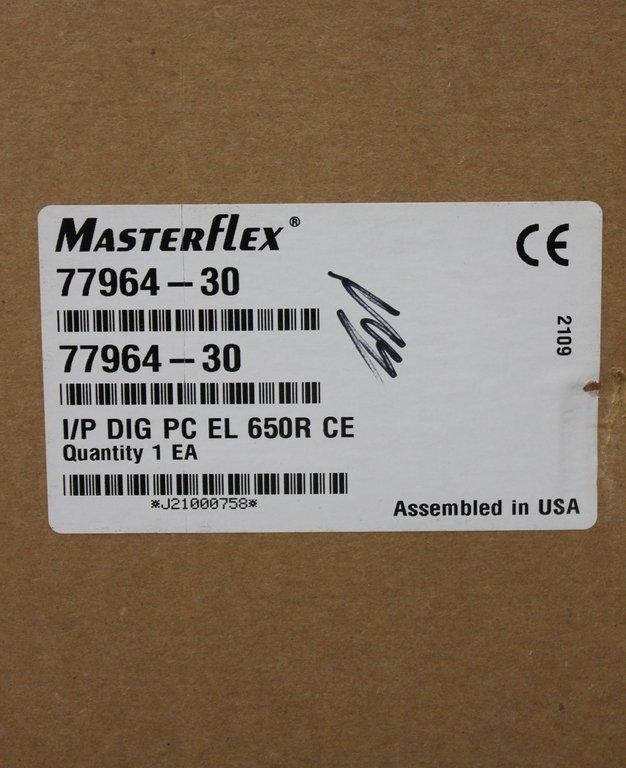 MASTERFLEX®
CE
77964-30
2109
77964-30
I/P DIG PC EL 650R CE
Quantity 1 EA
*J21000758*
Assembled in USA